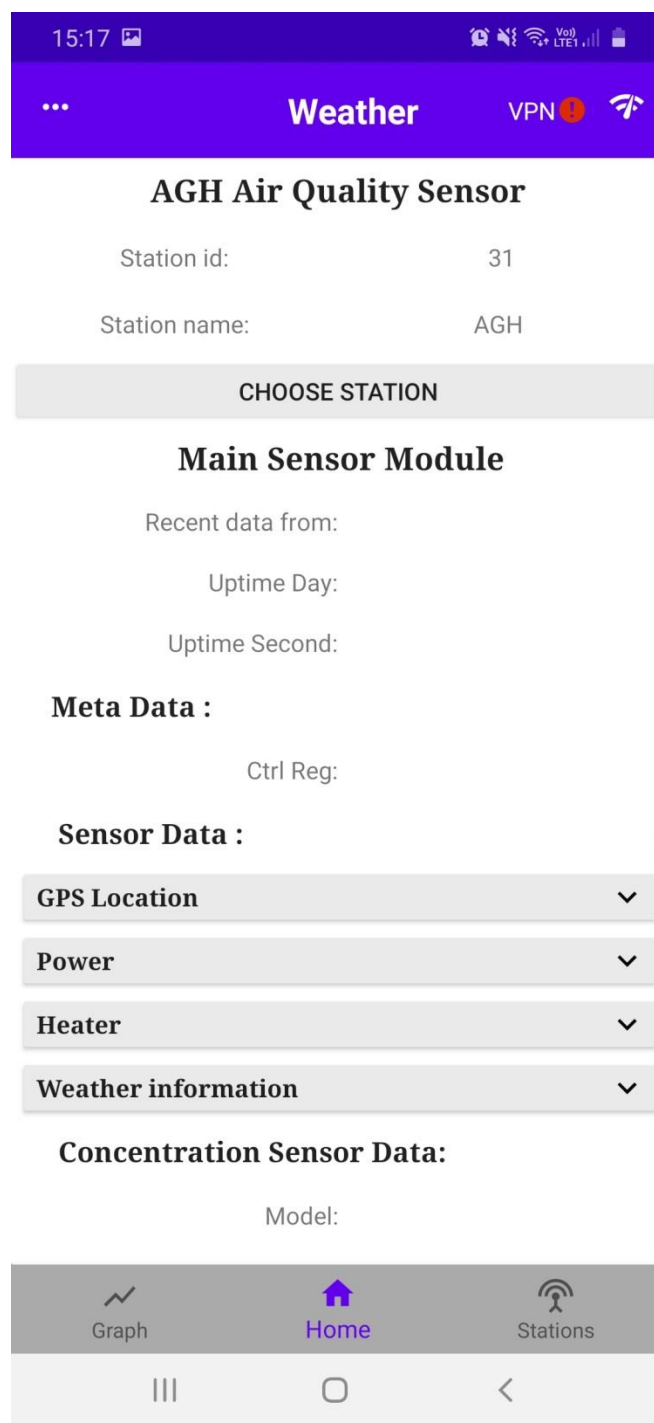 15:17
Vo)) LTE1
... Weather VPN !
AGH Air Quality Sensor
Station id: 31
Station name: AGH
CHOOSE STATION
Main Sensor Module
Recent data from:
Uptime Day:
Uptime Second:
Meta Data :
Ctrl Reg:
Sensor Data :
GPS Location
Power
Heater
Weather information
Concentration Sensor Data:
Model:
Graph Home Stations